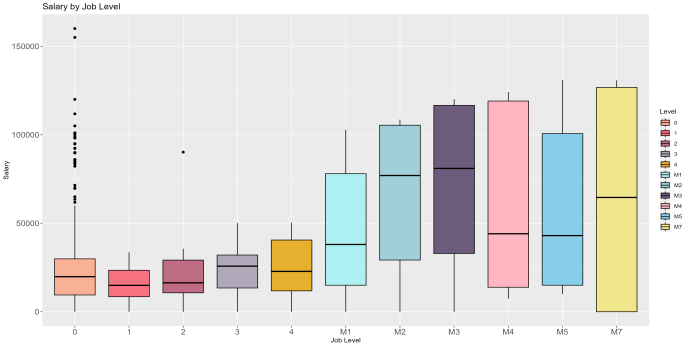 Salary by Job Level
150000
100000
50000
0
Salary
0 1 2 3 4 M1 M2 M3 M4 M5 M7
Job Level
Level
0
1
2
3
4
M1
M2
M3
M4
M5
M7